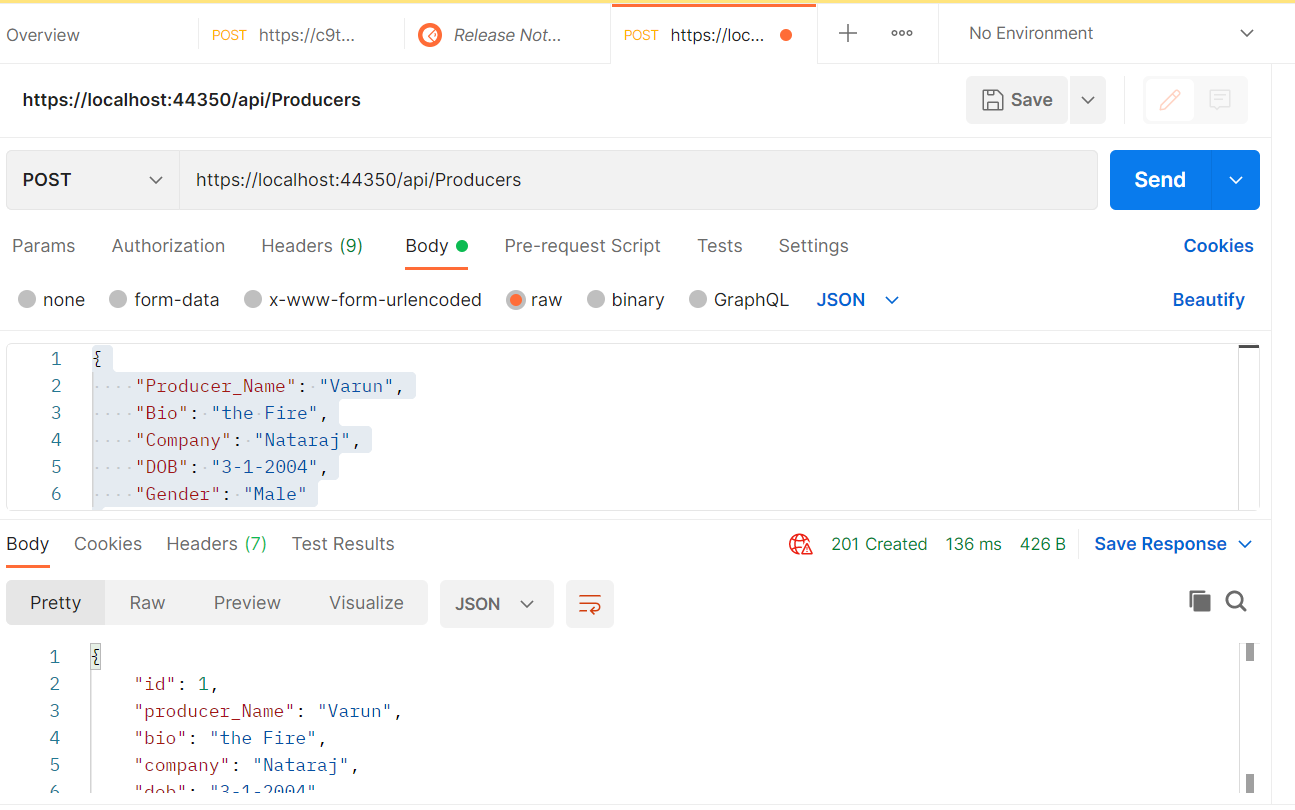 Overview POST https://c9t... Release Not... POST https://loc... No Environment
https://localhost:44350/api/Producers Save
POST https://localhost:44350/api/Producers Send
Params Authorization Headers (9) Body Pre-request Script Tests Settings Cookies
none form-data x-www-form-urlencoded raw binary GraphQL JSON Beautify
1 {
2 "Producer_Name": "Varun",
3 "Bio": "the Fire",
4 "Company": "Nataraj",
5 "DOB": "3-1-2004",
6 "Gender": "Male"
Body Cookies Headers (7) Test Results 201 Created 136 ms 426 B Save Response
Pretty Raw Preview Visualize JSON
1 {
2 "id": 1,
3 "producer_Name": "Varun",
4 "bio": "the Fire",
5 "company": "Nataraj",
6 "dob": "3-1-2004"